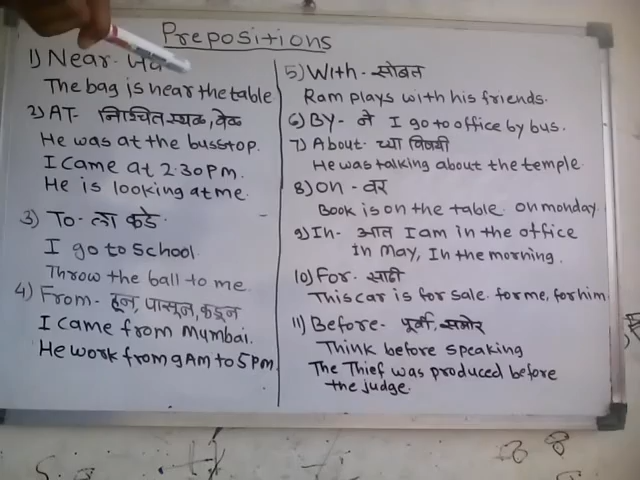 Prepositions
1) Near-
The bag is near the table
2) AT- निश्चित स्थळ, वेळ
He was at the busstop.
I came at 2.30 P.m.
He is looking at me.
3) To- ला कडे.
I go to School.
Throw the ball to me
4) From- हून, पासून, कडून
I came from Mumbai.
He work from 9 Am to 5 Pm
5) With- सोबत
Ram plays with his friends.
6) BY- ने I go to office by bus.
7) About- च्या विषयी
He was talking about the temple.
8) On - वर
Book is on the table. on monday.
9) In- आत I am in the office
in May, In the morning.
10) For- साठी
This car is for sale. for me, for him
11) Before- पूर्वी, समोर
Think before speaking
The Thief was produced before
the judge.